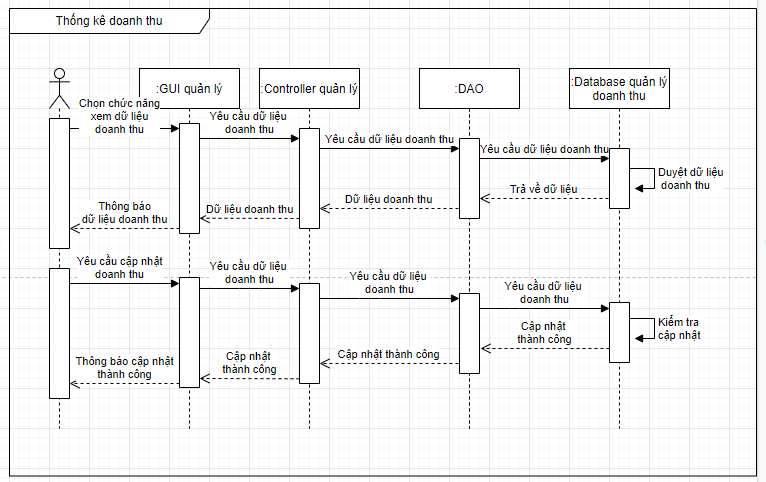 Thống kê doanh thu
:GUI quản lý
:Controller quản lý
:DAO
:Database quản lý
doanh thu
Chọn chức năng
xem dữ liệu
doanh thu
Yêu cầu dữ liệu
doanh thu
Yêu cầu dữ liệu doanh thu
Yêu cầu dữ liệu doanh thu
Duyệt dữ liệu
doanh thu
Trả về dữ liệu
Dữ liệu doanh thu
Dữ liệu doanh thu
Thông báo
dữ liệu doanh thu
Yêu cầu cập nhật
doanh thu
Yêu cầu dữ liệu
doanh thu
Yêu cầu dữ liệu
doanh thu
Yêu cầu dữ liệu
doanh thu
Kiểm tra
cập nhật
Cập nhật
thành công
Cập nhật thành công
Cập nhật
thành công
Thông báo cập nhật
thành công